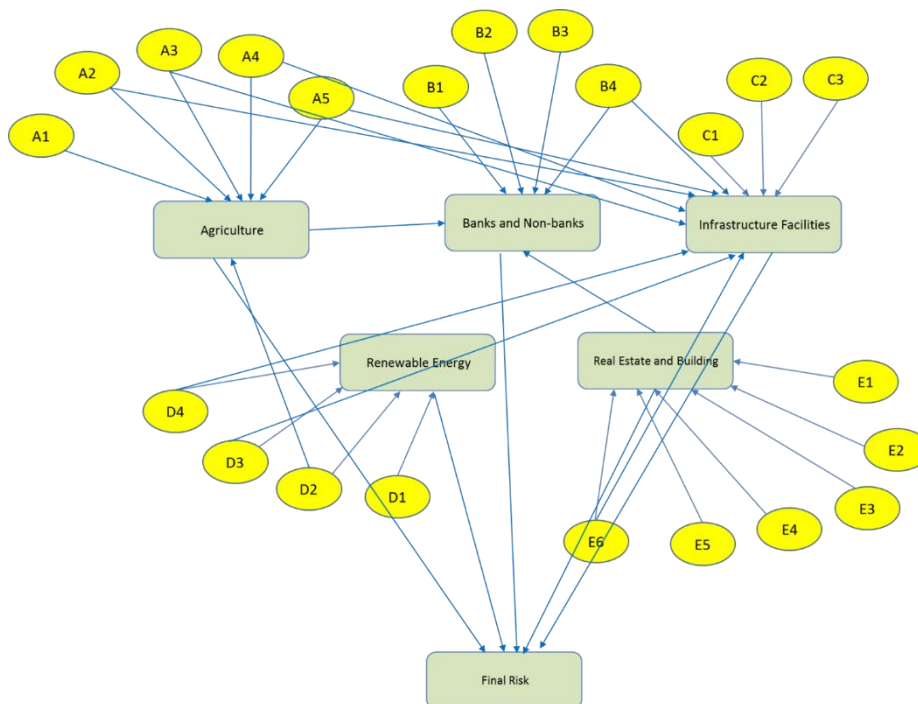 A3
A4
B2
B3
A2
A5
B1
B4
C2
C3
A1
C1
Agriculture
Banks and Non-banks
Infrastructure Facilities
Renewable Energy
Real Estate and Building
E1
D4
D3
D2
D1
E2
E3
E4
E5
E6
Final Risk